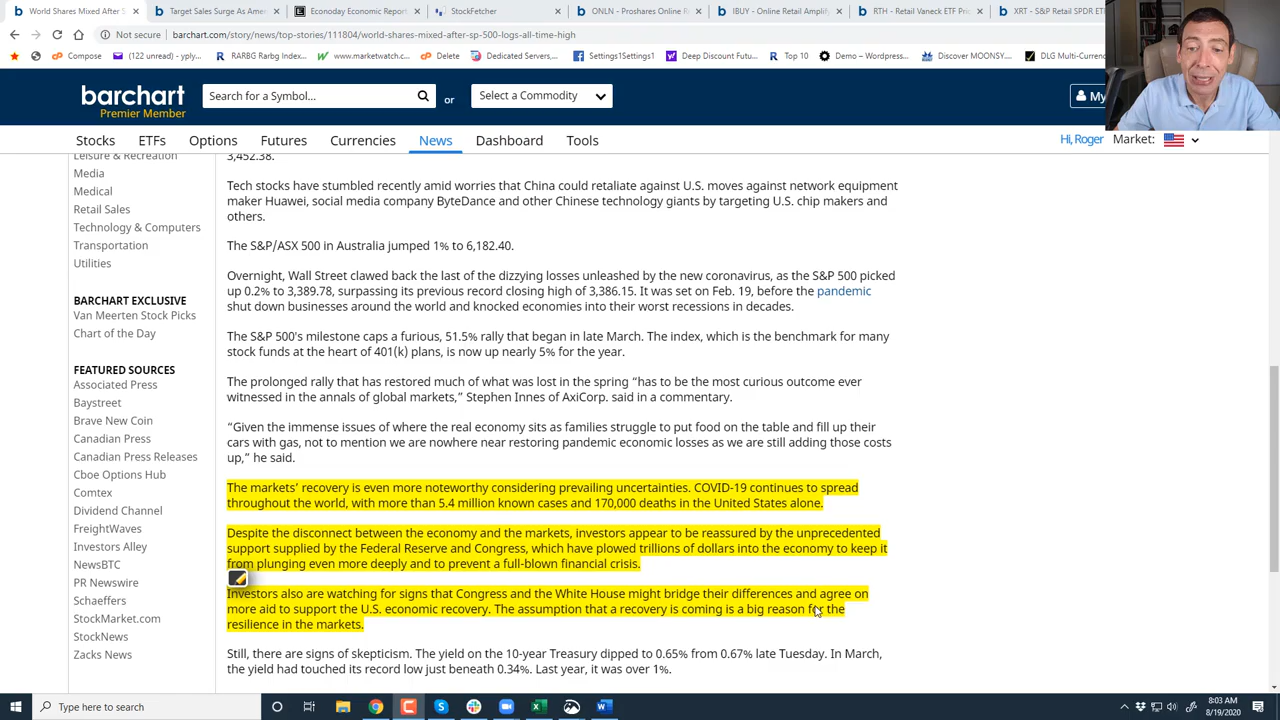 World Shares Mixed After S
Target Sales Surge As Amer
Econoday Economic Report
StockFetcher
ONLN - Proshares Online R
IBUY - Online Retail Amplify
RTH - Retail Vaneck ETF Pric
XRT - S&P Retail SPDR ET
Not secure | barchart.com/story/news/top-stories/111804/world-shares-mixed-after-sp-500-logs-all-time-high
Compose
(122 unread) - yply...
RARBG Rarbg Index...
www.marketwatch.c...
Delete
Dedicated Servers,...
Settings1Settings1
Deep Discount Futu...
Top 10
Demo – Wordpress...
Discover MOONSY...
DLG Multi-Currenc
barchart
Premier Member
Search for a Symbol...
or
Select a Commodity
My
Stocks
ETFs
Options
Futures
Currencies
News
Dashboard
Tools
Hi, Roger
Market:
Leisure & Recreation
Media
Medical
Retail Sales
Technology & Computers
Transportation
Utilities
BARCHART EXCLUSIVE
Van Meerten Stock Picks
Chart of the Day
FEATURED SOURCES
Associated Press
Baystreet
Brave New Coin
Canadian Press
Canadian Press Releases
Cboe Options Hub
Comtex
Dividend Channel
FreightWaves
Investors Alley
NewsBTC
PR Newswire
Schaeffers
StockMarket.com
StockNews
Zacks News
3,452.38.
Tech stocks have stumbled recently amid worries that China could retaliate against U.S. moves against network equipment
maker Huawei, social media company ByteDance and other Chinese technology giants by targeting U.S. chip makers and
others.
The S&P/ASX 500 in Australia jumped 1% to 6,182.40.
Overnight, Wall Street clawed back the last of the dizzying losses unleashed by the new coronavirus, as the S&P 500 picked
up 0.2% to 3,389.78, surpassing its previous record closing high of 3,386.15. It was set on Feb. 19, before the pandemic
shut down businesses around the world and knocked economies into their worst recessions in decades.
The S&P 500's milestone caps a furious, 51.5% rally that began in late March. The index, which is the benchmark for many
stock funds at the heart of 401(k) plans, is now up nearly 5% for the year.
The prolonged rally that has restored much of what was lost in the spring “has to be the most curious outcome ever
witnessed in the annals of global markets,” Stephen Innes of AxiCorp. said in a commentary.
“Given the immense issues of where the real economy sits as families struggle to put food on the table and fill up their
cars with gas, not to mention we are nowhere near restoring pandemic economic losses as we are still adding those costs
up,” he said.
The markets’ recovery is even more noteworthy considering prevailing uncertainties. COVID-19 continues to spread
throughout the world, with more than 5.4 million known cases and 170,000 deaths in the United States alone.
Despite the disconnect between the economy and the markets, investors appear to be reassured by the unprecedented
support supplied by the Federal Reserve and Congress, which have plowed trillions of dollars into the economy to keep it
from plunging even more deeply and to prevent a full-blown financial crisis.
Investors also are watching for signs that Congress and the White House might bridge their differences and agree on
more aid to support the U.S. economic recovery. The assumption that a recovery is coming is a big reason for the
resilience in the markets.
Still, there are signs of skepticism. The yield on the 10-year Treasury dipped to 0.65% from 0.67% late Tuesday. In March,
the yield had touched its record low just beneath 0.34%. Last year, it was over 1%.
Type here to search
8:03 AM
8/19/2020